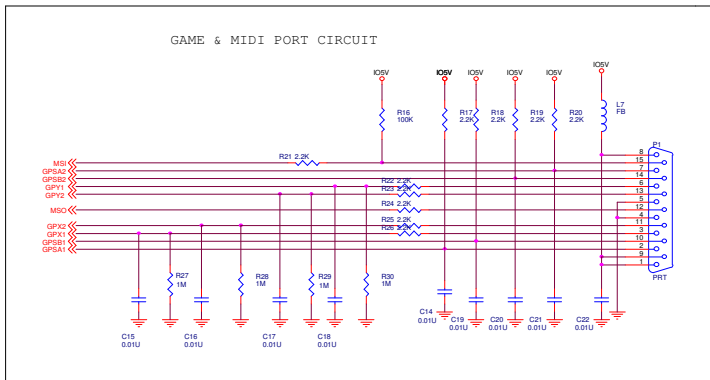 GAME & MIDI PORT CIRCUIT
IO5V IO5V IO5V IO5V IO5V IO5V
R16 100K
R17 2.2K
R18 2.2K
R19 2.2K
R20 2.2K
L7 FB
P1
MSI
GPSA2
GPSB2
GPY1
GPY2
MSO
GPX2
GPX1
GPSB1
GPSA1
R21 2.2K
R22 2.2K
R23 2.2K
R24 2.2K
R25 2.2K
R26 2.2K
8
15
7
14
6
13
5
12
4
11
3
10
2
9
1
PRT
R27 1M
R28 1M
R29 1M
R30 1M
C15 0.01U
C16 0.01U
C17 0.01U
C18 0.01U
C14 0.01U
C19 0.01U
C20 0.01U
C21 0.01U
C22 0.01U